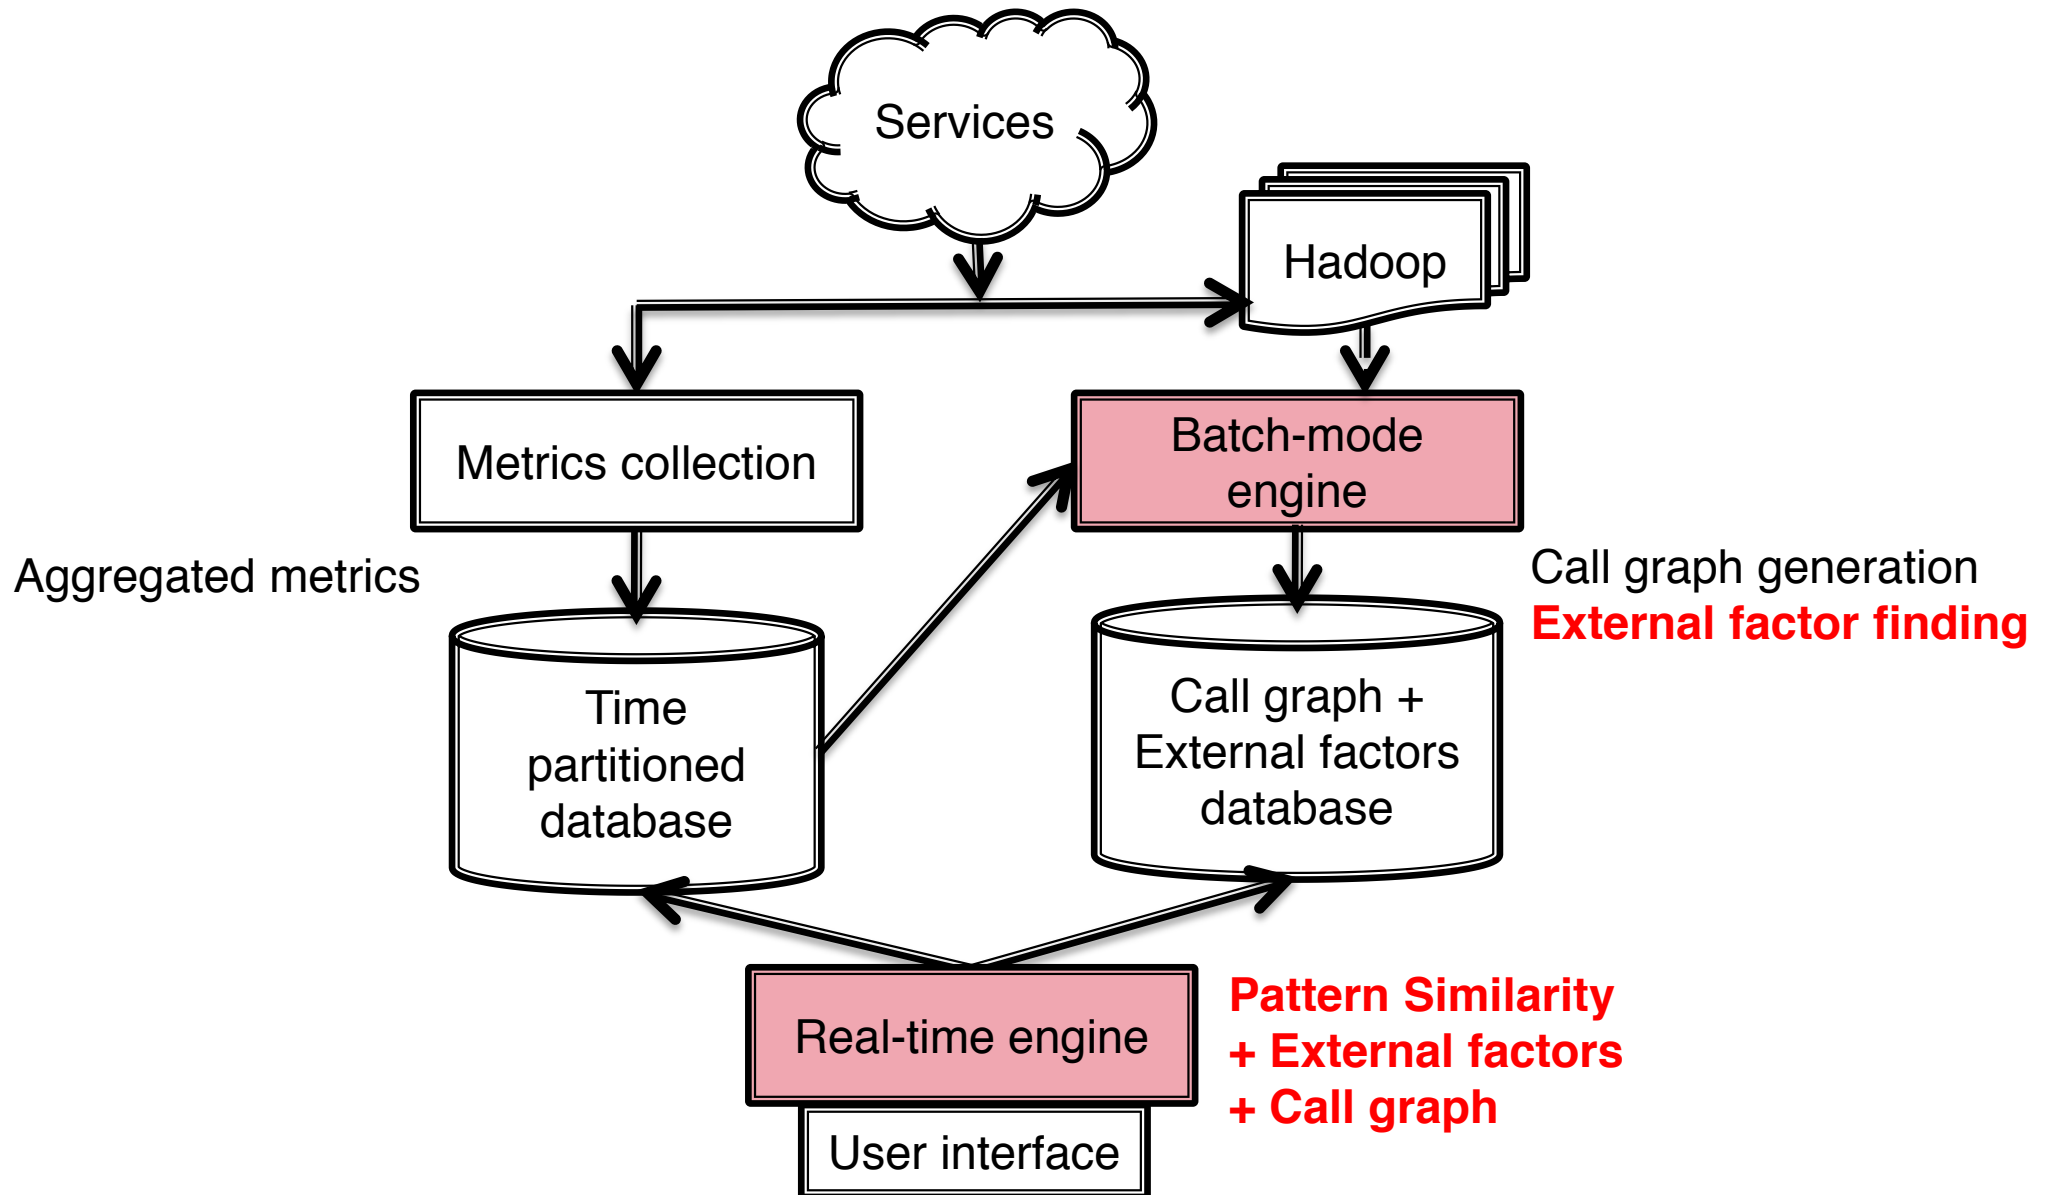 Services
Hadoop
Metrics collection
Batch-mode
engine
Aggregated metrics
Call graph generation
External factor finding
Time
partitioned
database
Call graph +
External factors
database
Real-time engine
Pattern Similarity
+ External factors
+ Call graph
User interface